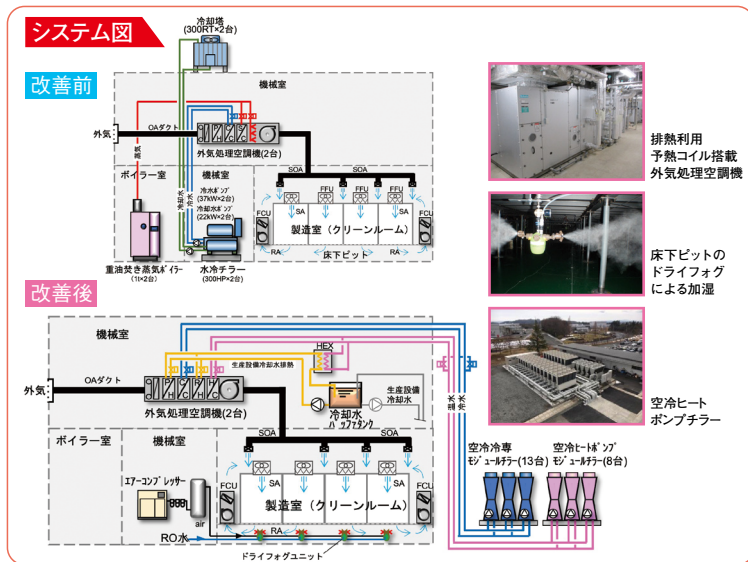 システム図
冷却塔
(300RT×2台)
改善前
機械室
外気
OAダクト
外気処理空調機(2台)
蒸気
冷却水
冷水
ボイラー室
機械室
冷水ポンプ
(37kW×2台)
冷却水ポンプ
(22kW×2台)
重油焚き蒸気ボイラー
(1t×2台)
水冷チラー
(300HP×2台)
SOA
SOA
FFU
FFU
FFU
FFU
SA
SA
FCU
FCU
製造室(クリーンルーム)
RA
RA
床下ピット
排熱利用
予熱コイル搭載
外気処理空調機
床下ピットの
ドライフォグ
による加湿
空冷ヒート
ポンプチラー
改善後
機械室
HEX
生産設備冷却水排熱
外気
OAダクト
外気処理空調機(2台)
冷却水
バッファタンク
生産設備
冷却水
温水
冷水
ボイラー室
機械室
エアーコンプレッサー
air
RO水
SOA
SOA
SA
SA
FCU
FCU
製造室(クリーンルーム)
RA
ドライフォグユニット
空冷冷専
モジュールチラー(13台)
空冷ヒートポンプ
モジュールチラー(8台)